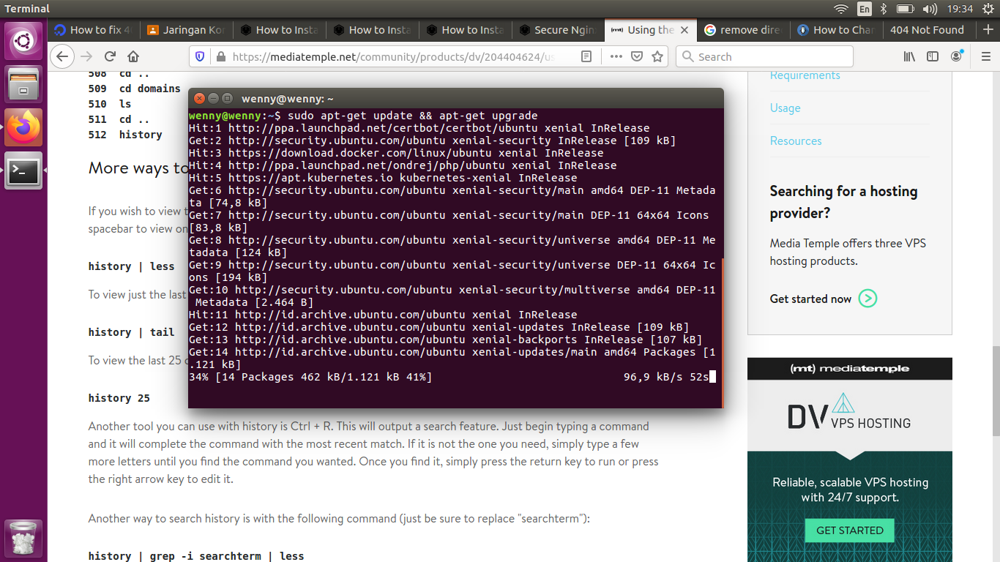 Terminal
En
19:34
How to fix 4
Jaringan Kor
How to Insta
How to Insta
How to Insta
Secure Ngin
(mt) Using the
remove dire
How to Char
404 Not Found
https://mediatemple.net/community/products/dv/204404624/us
Search
508 cd ..
509 cd domains
510 ls
511 cd ..
512 history
More ways to
If you wish to view t
spacebar to view on
history | less
To view just the last
history | tail
To view the last 25 c
history 25
Another tool you can use with history is Ctrl + R. This will output a search feature. Just begin typing a command
and it will complete the command with the most recent match. If it is not the one you need, simply type a few
more letters until you find the command you wanted. Once you find it, simply press the return key to run or press
the right arrow key to edit it.
Another way to search history is with the following command (just be sure to replace "searchterm"):
history | grep -i searchterm | less
wenny@wenny: ~
wenny@wenny:~$ sudo apt-get update && apt-get upgrade
Hit:1 http://ppa.launchpad.net/certbot/certbot/ubuntu xenial InRelease
Get:2 http://security.ubuntu.com/ubuntu xenial-security InRelease [109 kB]
Hit:3 https://download.docker.com/linux/ubuntu xenial InRelease
Hit:4 http://ppa.launchpad.net/ondrej/php/ubuntu xenial InRelease
Hit:5 https://apt.kubernetes.io kubernetes-xenial InRelease
Get:6 http://security.ubuntu.com/ubuntu xenial-security/main amd64 DEP-11 Metada
ta [74,8 kB]
Get:7 http://security.ubuntu.com/ubuntu xenial-security/main DEP-11 64x64 Icons
[83,8 kB]
Get:8 http://security.ubuntu.com/ubuntu xenial-security/universe amd64 DEP-11 Me
tadata [124 kB]
Get:9 http://security.ubuntu.com/ubuntu xenial-security/universe DEP-11 64x64 Ic
ons [194 kB]
Get:10 http://security.ubuntu.com/ubuntu xenial-security/multiverse amd64 DEP-11
Metadata [2.464 B]
Hit:11 http://id.archive.ubuntu.com/ubuntu xenial InRelease
Get:12 http://id.archive.ubuntu.com/ubuntu xenial-updates InRelease [109 kB]
Get:13 http://id.archive.ubuntu.com/ubuntu xenial-backports InRelease [107 kB]
Get:14 http://id.archive.ubuntu.com/ubuntu xenial-updates/main amd64 Packages [1
.121 kB]
34% [14 Packages 462 kB/1.121 kB 41%] 96,9 kB/s 52s
Requirements
Usage
Resources
Searching for a hosting
provider?
Media Temple offers three VPS
hosting products.
Get started now
(mt) mediatemple
DV VPS HOSTING
Reliable, scalable VPS hosting
with 24/7 support.
GET STARTED